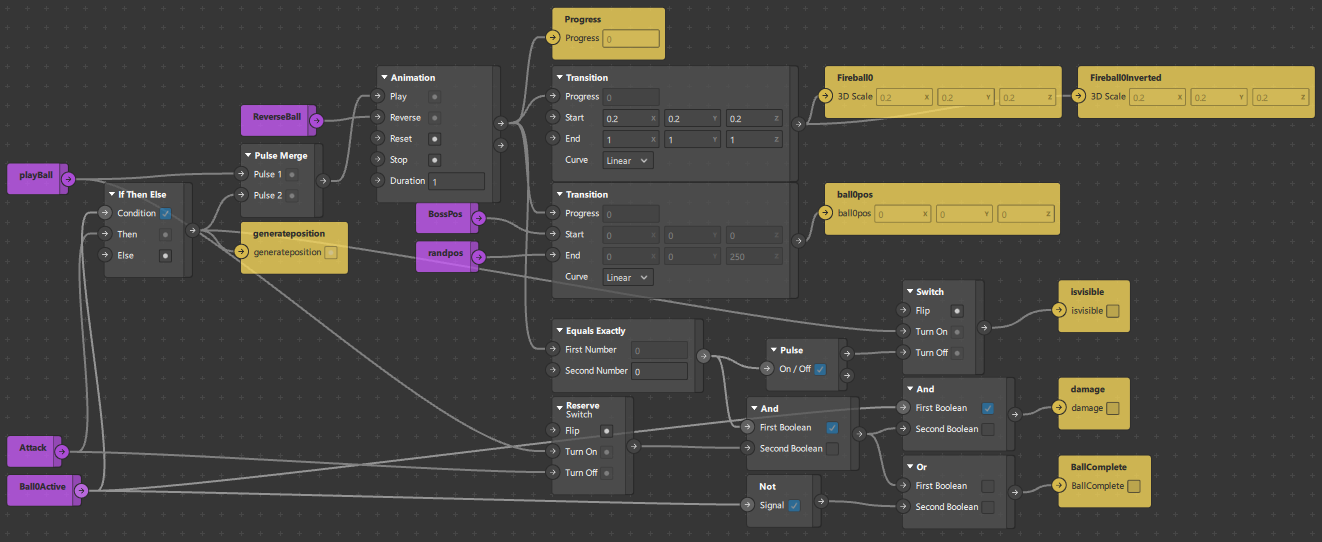 Progress
Progress 0
Animation
Play
Reverse
Reset
Stop
Duration 1
Transition
Progress 0
Start 0.2 X 0.2 Y 0.2 Z
End 1 X 1 Y 1 Z
Curve Linear
Fireball0
3D Scale 0.2 X 0.2 Y 0.2 Z
Fireball0Inverted
3D Scale 0.2 X 0.2 Y 0.2 Z
ReverseBall
Pulse Merge
Pulse 1
Pulse 2
playBall
If Then Else
Condition
Then
Else
generateposition
generateposition
BossPos
randpos
Transition
Progress 0
Start 0 X 0 Y 0 Z
End 0 X 0 Y 250 Z
Curve Linear
ball0pos
ball0pos 0 X 0 Y 0 Z
Switch
Flip
Turn On
Turn Off
isvisible
isvisible
Equals Exactly
First Number 0
Second Number 0
Pulse
On / Off
Reserve
Switch
Flip
Turn On
Turn Off
And
First Boolean
Second Boolean
And
First Boolean
Second Boolean
damage
damage
Attack
Ball0Active
Not
Signal
Or
First Boolean
Second Boolean
BallComplete
BallComplete